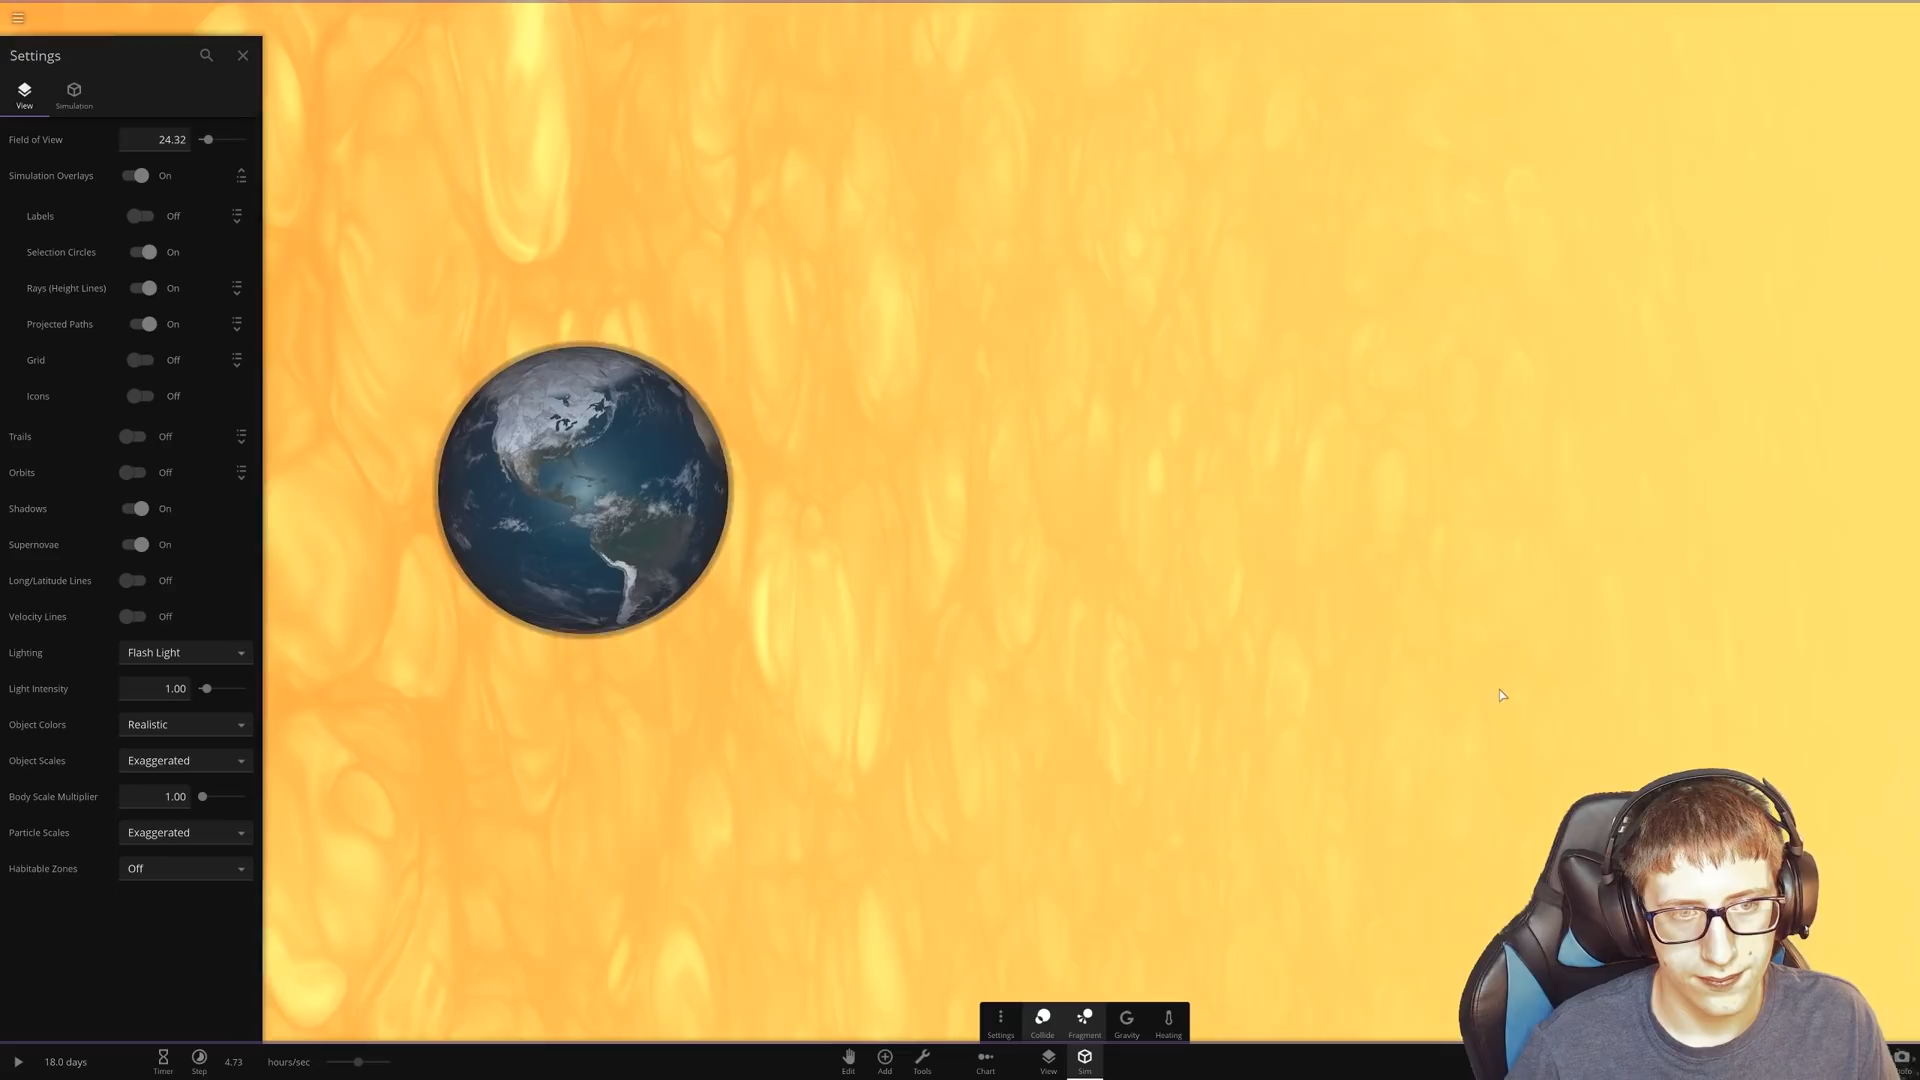 Settings
View
Simulation
Field of View 24.32
Simulation Overlays On
Labels Off
Selection Circles On
Rays (Height Lines) On
Projected Paths On
Grid Off
Icons Off
Trails Off
Orbits Off
Shadows On
Supernovae On
Long/Latitude Lines Off
Velocity Lines Off
Lighting Flash Light
Light Intensity 1.00
Object Colors Realistic
Object Scales Exaggerated
Body Scale Multiplier 1.00
Particle Scales Exaggerated
Habitable Zones Off
Settings Collide Fragment Gravity Heating
18.0 days Timer Step 4.73 hours/sec Edit Add Tools Chart View Sim